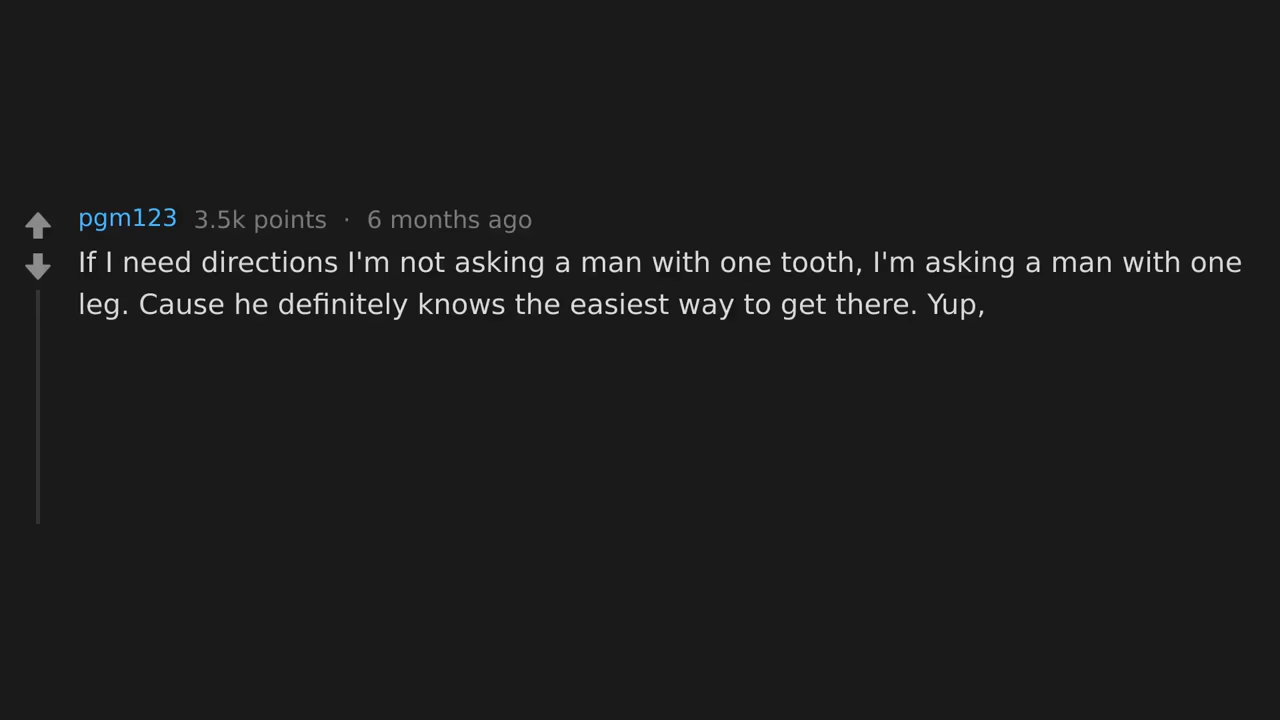 pgm123 3.5k points · 6 months ago
If I need directions I'm not asking a man with one tooth, I'm asking a man with one
leg. Cause he definitely knows the easiest way to get there. Yup,